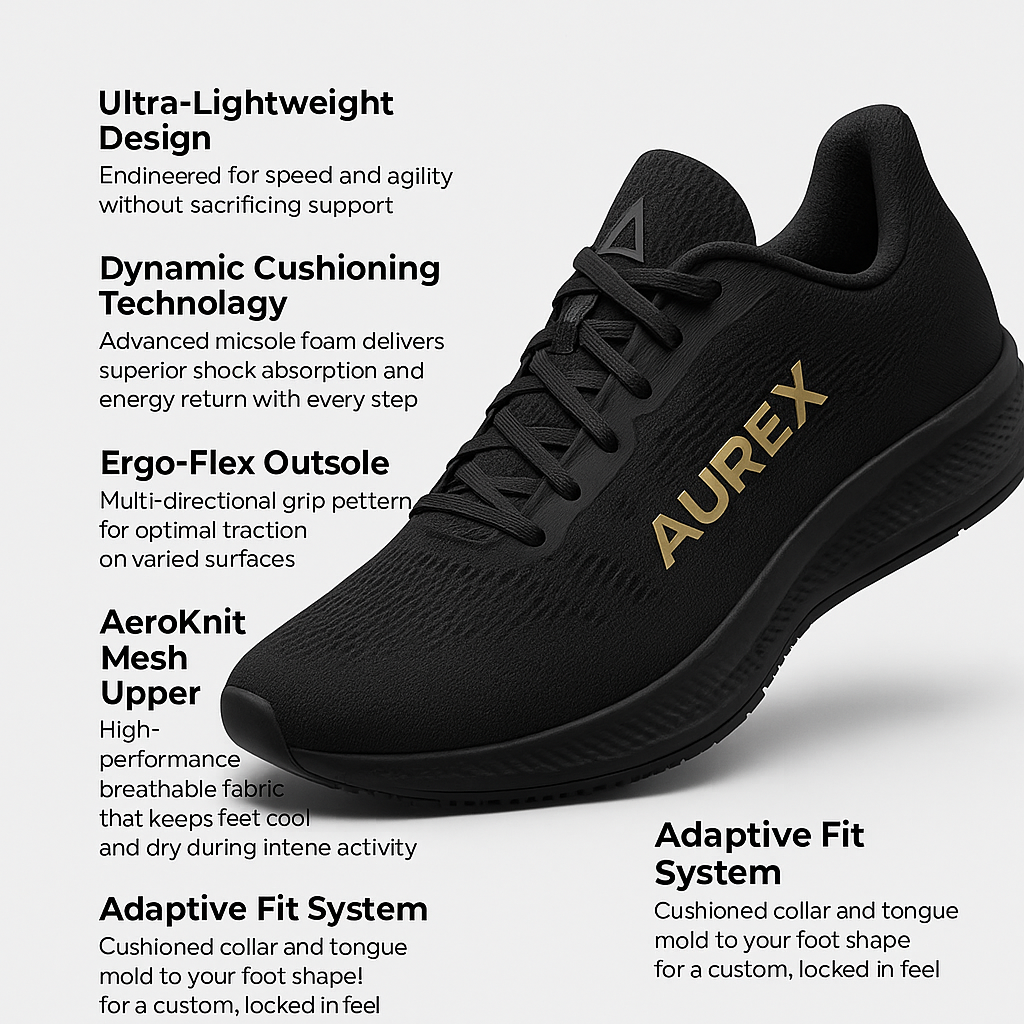 Ultra-Lightweight
Design
Endineered for speed and agility
without sacrificing support
Dynamic Cushioning
Technolagy
Advanced micsole foam delivers
superior shock absorption and
energy return with every step
Ergo-Flex Outsole
Multi-directional grip pettern
for optimal traction
on varied surfaces
AeroKnit
Mesh
Upper
High-
performance
breathable fabric
that keeps feet cool
and dry during intene activity
Adaptive Fit System
Cushioned collar and tongue
mold to your foot shape!
for a custom, locked in feel
AUREX
Adaptive Fit
System
Cushioned collar and tongue
mold to your foot shape
for a custom, locked in feel